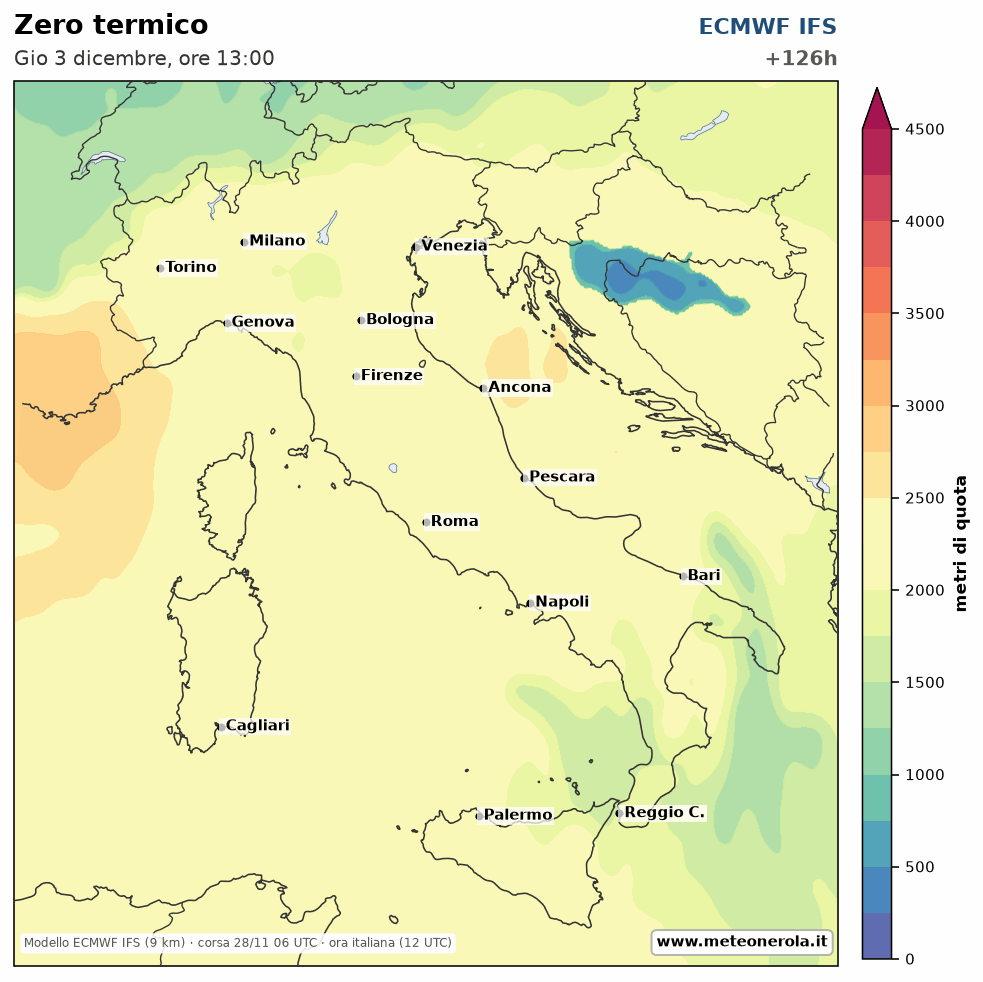 Zero termico
ECMWF IFS
Gio 3 dicembre, ore 13:00
+126h
4500
4000
3500
3000
2500
2000
1500
1000
500
0
metri di quota
Milano
Venezia
Torino
Genova
Bologna
Firenze
Ancona
Pescara
Roma
Bari
Napoli
Cagliari
Palermo
Reggio C.
Modello ECMWF IFS (9 km) · corsa 28/11 06 UTC · ora italiana (12 UTC)
www.meteonerola.it